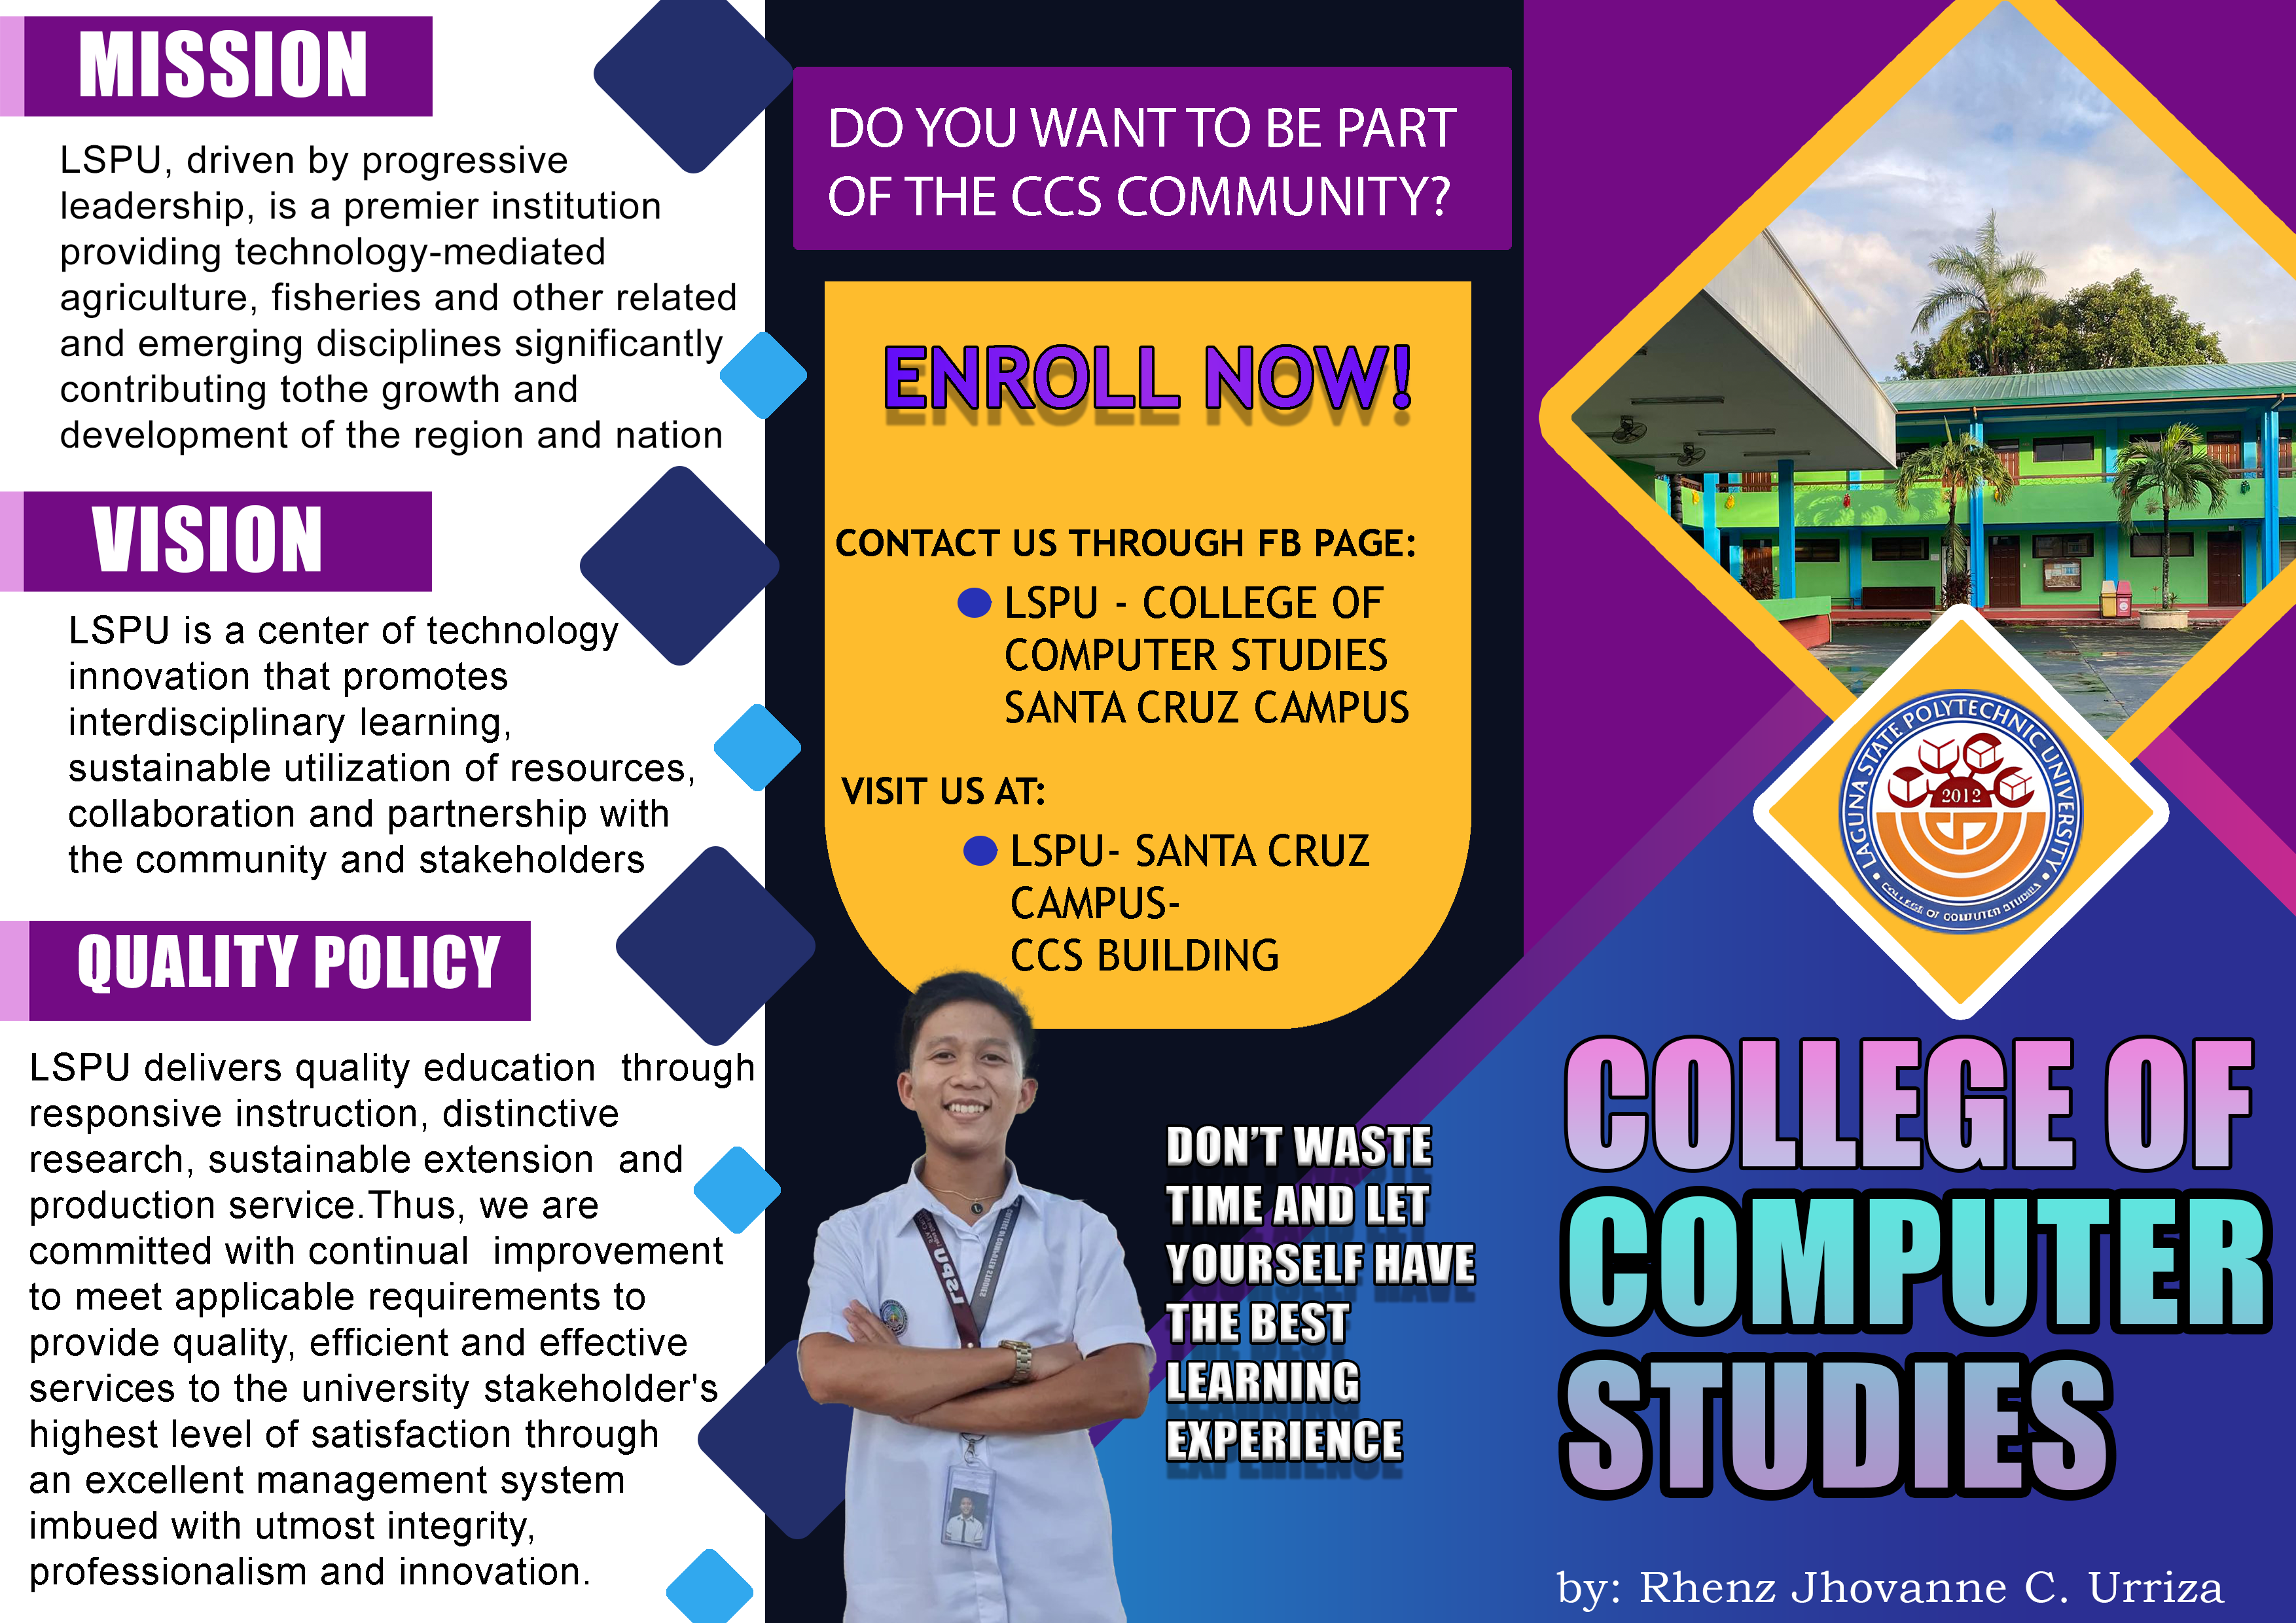 MISSION
LSPU, driven by progressive
leadership, is a premier institution
providing technology-mediated
agriculture, fisheries and other related
and emerging disciplines significantly
contributing tothe growth and
development of the region and nation
VISION
LSPU is a center of technology
innovation that promotes
interdisciplinary learning,
sustainable utilization of resources,
collaboration and partnership with
the community and stakeholders
QUALITY POLICY
LSPU delivers quality education  through
responsive instruction, distinctive
research, sustainable extension  and
production service.Thus, we are
committed with continual  improvement
to meet applicable requirements to
provide quality, efficient and effective
services to the university stakeholder's
highest level of satisfaction through
an excellent management system
imbued with utmost integrity,
professionalism and innovation.
DO YOU WANT TO BE PART
OF THE CCS COMMUNITY?
ENROLL NOW!
CONTACT US THROUGH FB PAGE:
LSPU - COLLEGE OF
COMPUTER STUDIES
SANTA CRUZ CAMPUS
VISIT US AT:
LSPU- SANTA CRUZ
CAMPUS-
CCS BUILDING
LSPU
COLLEGE OF COMPUTER STUDIES
DON'T WASTE
TIME AND LET
YOURSELF HAVE
THE BEST
LEARNING
EXPERIENCE
LAGUNA STATE POLYTECHNIC UNIVERSITY
2012
COLLEGE OF COMPUTER STUDIES
COLLEGE OF
COMPUTER
STUDIES
by: Rhenz Jhovanne C. Urriza